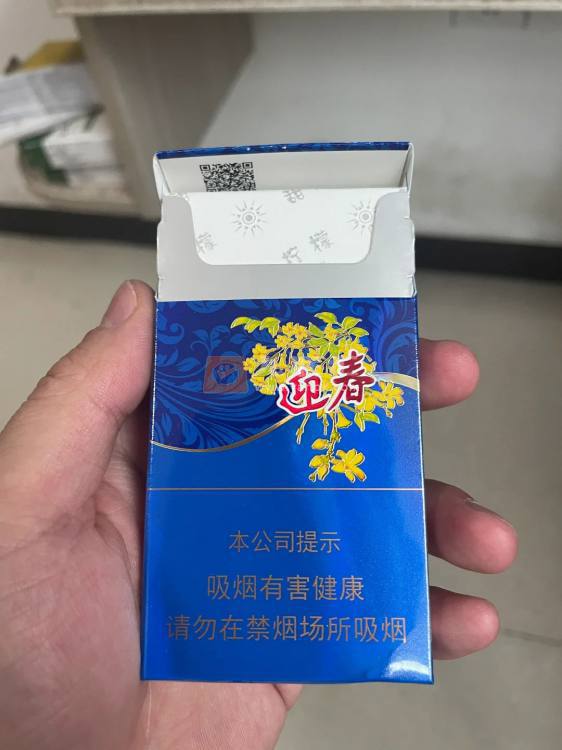 迎春
本公司提示
吸烟有害健康
请勿在禁烟场所吸烟